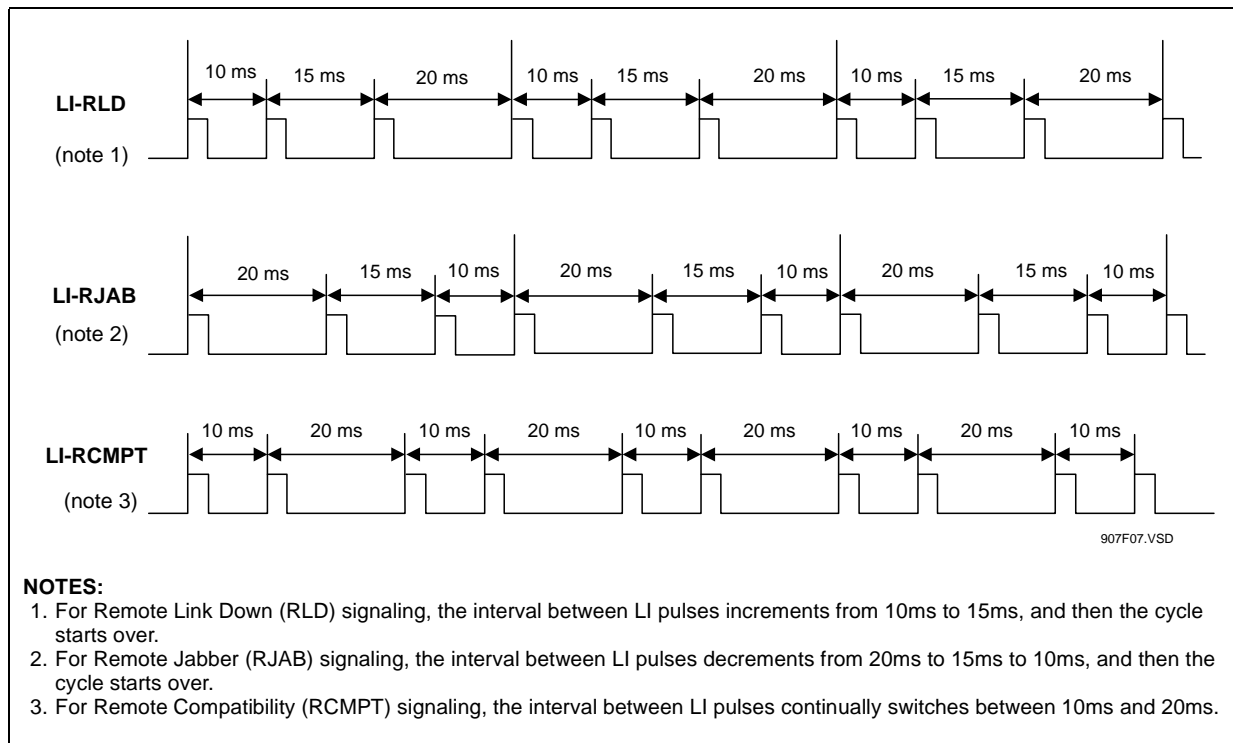 10 ms 15 ms 20 ms 10 ms 15 ms 20 ms 10 ms 15 ms 20 ms
LI-RLD
(note 1)
20 ms 15 ms 10 ms 20 ms 15 ms 10 ms 20 ms 15 ms 10 ms
LI-RJAB
(note 2)
10 ms 20 ms 10 ms 20 ms 10 ms 20 ms 10 ms 20 ms 10 ms
LI-RCMPT
(note 3)
907F07.VSD
NOTES:
1. For Remote Link Down (RLD) signaling, the interval between LI pulses increments from 10ms to 15ms, and then the cycle
starts over.
2. For Remote Jabber (RJAB) signaling, the interval between LI pulses decrements from 20ms to 15ms to 10ms, and then the
cycle starts over.
3. For Remote Compatibility (RCMPT) signaling, the interval between LI pulses continually switches between 10ms and 20ms.